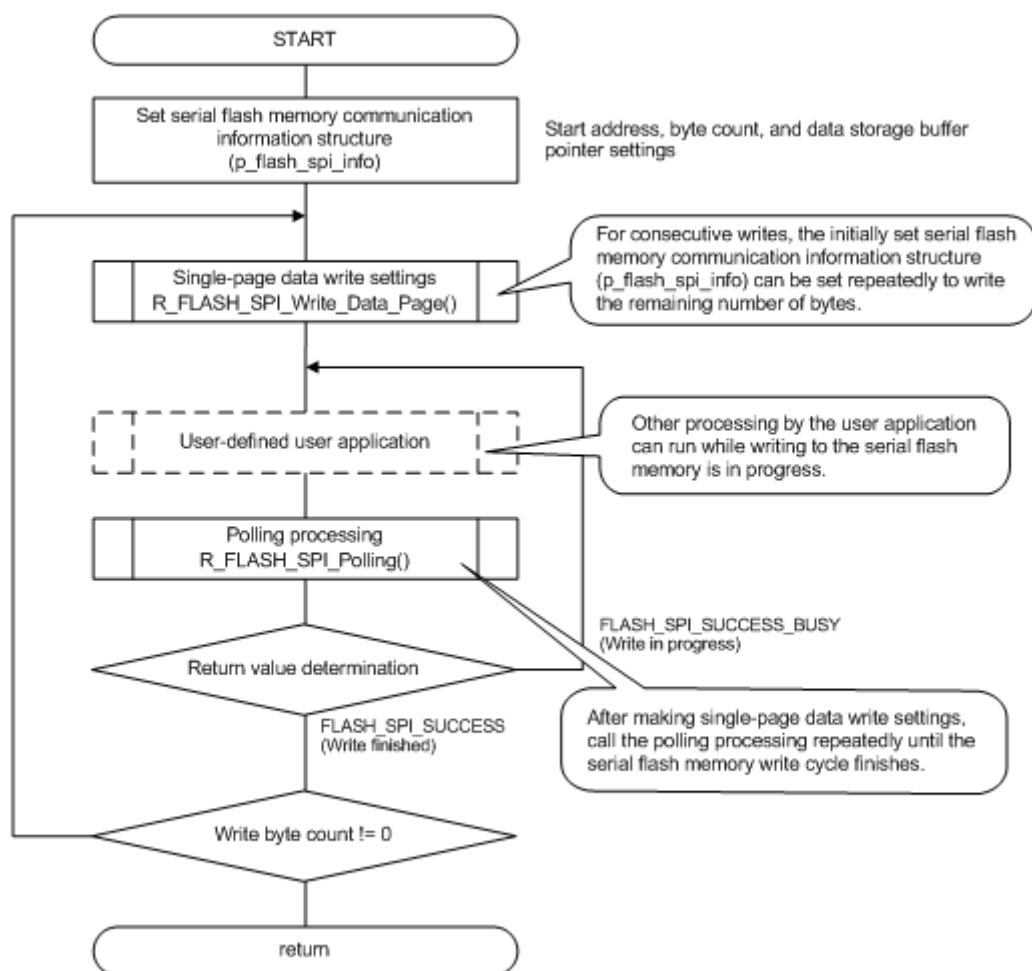 START
Set serial flash memory communication
information structure
(p_flash_spi_info)
Start address, byte count, and data storage buffer
pointer settings
For consecutive writes, the initially set serial flash
memory communication information structure
(p_flash_spi_info) can be set repeatedly to write
the remaining number of bytes.
Single-page data write settings
R_FLASH_SPI_Write_Data_Page()
User-defined user application
Other processing by the user application
can run while writing to the serial flash
memory is in progress.
Polling processing
R_FLASH_SPI_Polling()
FLASH_SPI_SUCCESS_BUSY
(Write in progress)
Return value determination
FLASH_SPI_SUCCESS
(Write finished)
After making single-page data write settings,
call the polling processing repeatedly until the
serial flash memory write cycle finishes.
Write byte count != 0
return